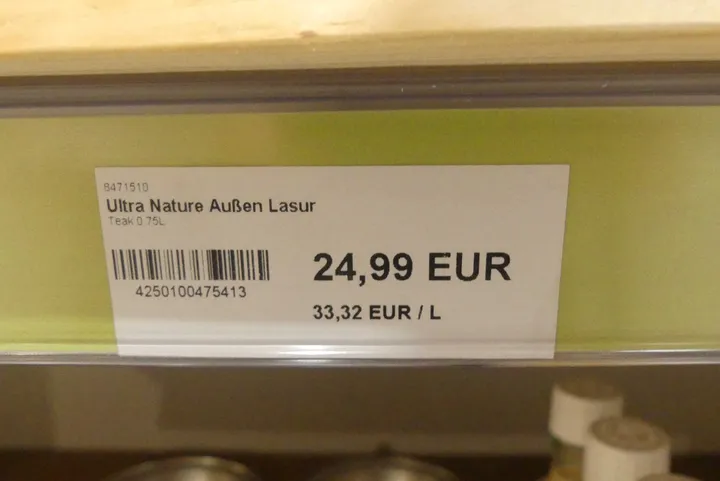 8471510
Ultra Nature Außen Lasur
Teak 0.75L
24,99 EUR
4250100475413
33,32 EUR / L